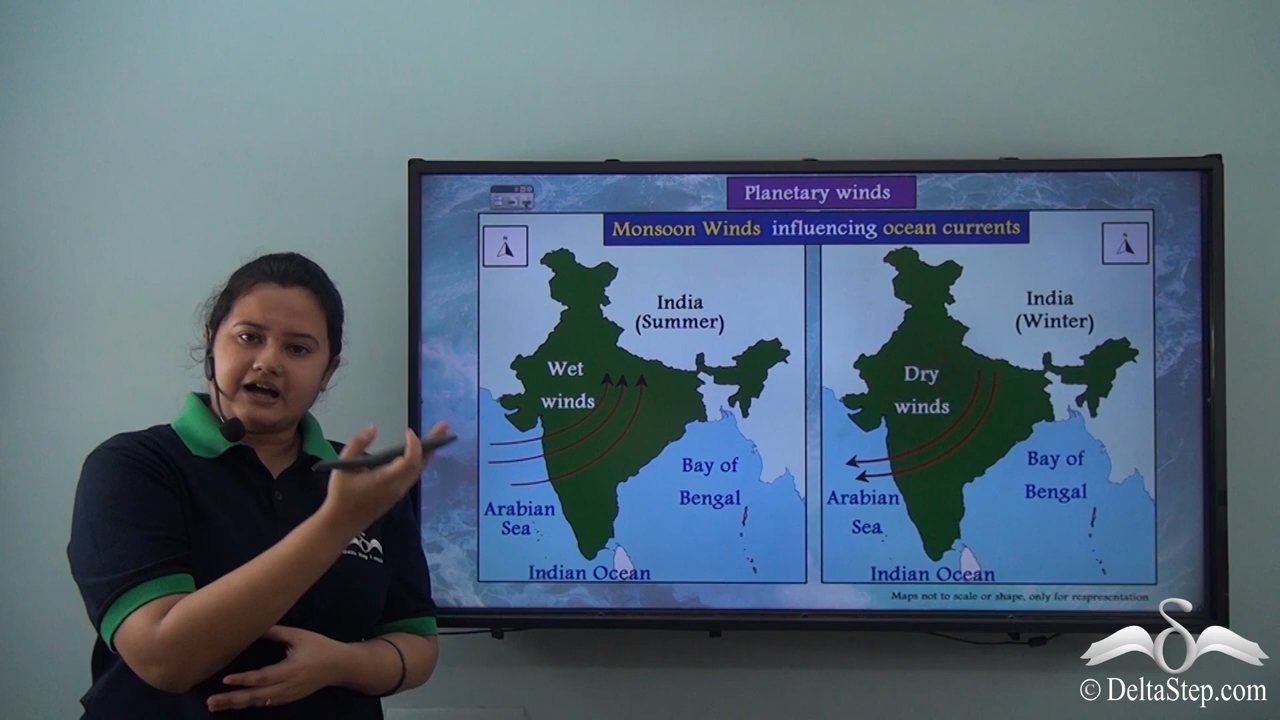 Planetary winds
Monsoon Winds influencing ocean currents
India
(Summer)
Wet
winds
Bay of
Bengal
Arabian
Sea
Indian Ocean
India
(Winter)
Dry
winds
Bay of
Bengal
Arabian
Sea
Indian Ocean
Maps not to scale or shape, only for respresentation
© DeltaStep.com